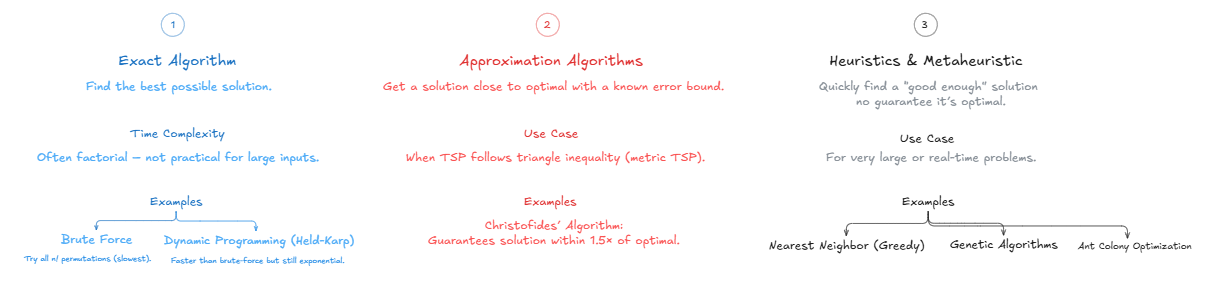 1
Exact Algorithm
Find the best possible solution.
Time Complexity
Often factorial — not practical for large inputs.
Examples
Brute Force
Try all n! permutations (slowest).
Dynamic Programming (Held-Karp)
Faster than brute-force but still exponential.
2
Approximation Algorithms
Get a solution close to optimal with a known error bound.
Use Case
When TSP follows triangle inequality (metric TSP).
Examples
Christofides' Algorithm:
Guarantees solution within 1.5× of optimal.
3
Heuristics & Metaheuristic
Quickly find a "good enough" solution
no guarantee it's optimal.
Use Case
For very large or real-time problems.
Examples
Nearest Neighbor (Greedy)
Genetic Algorithms
Ant Colony Optimization